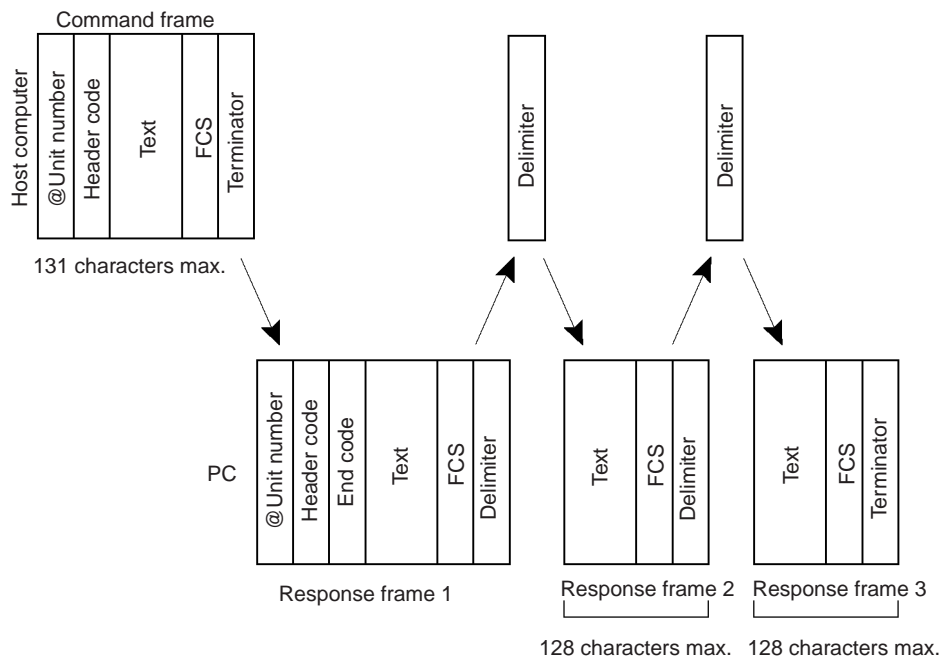 Command frame
Host computer
@Unit number
Header code
Text
FCS
Terminator
131 characters max.
Delimiter
Delimiter
PC
@Unit number
Header code
End code
Text
FCS
Delimiter
Response frame 1
Text
FCS
Delimiter
Response frame 2
128 characters max.
Text
FCS
Terminator
Response frame 3
128 characters max.